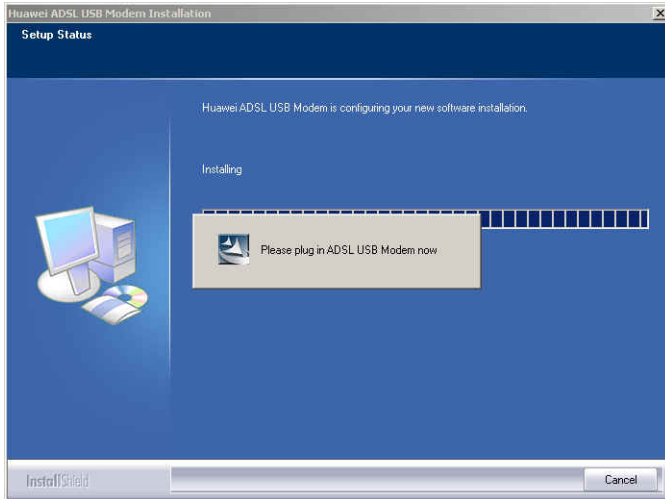 Huawei ADSL USB Modem Installation
Setup Status
Huawei ADSL USB Modem is configuring your new software installation.
Installing
Please plug in ADSL USB Modem now
InstallShield
Cancel